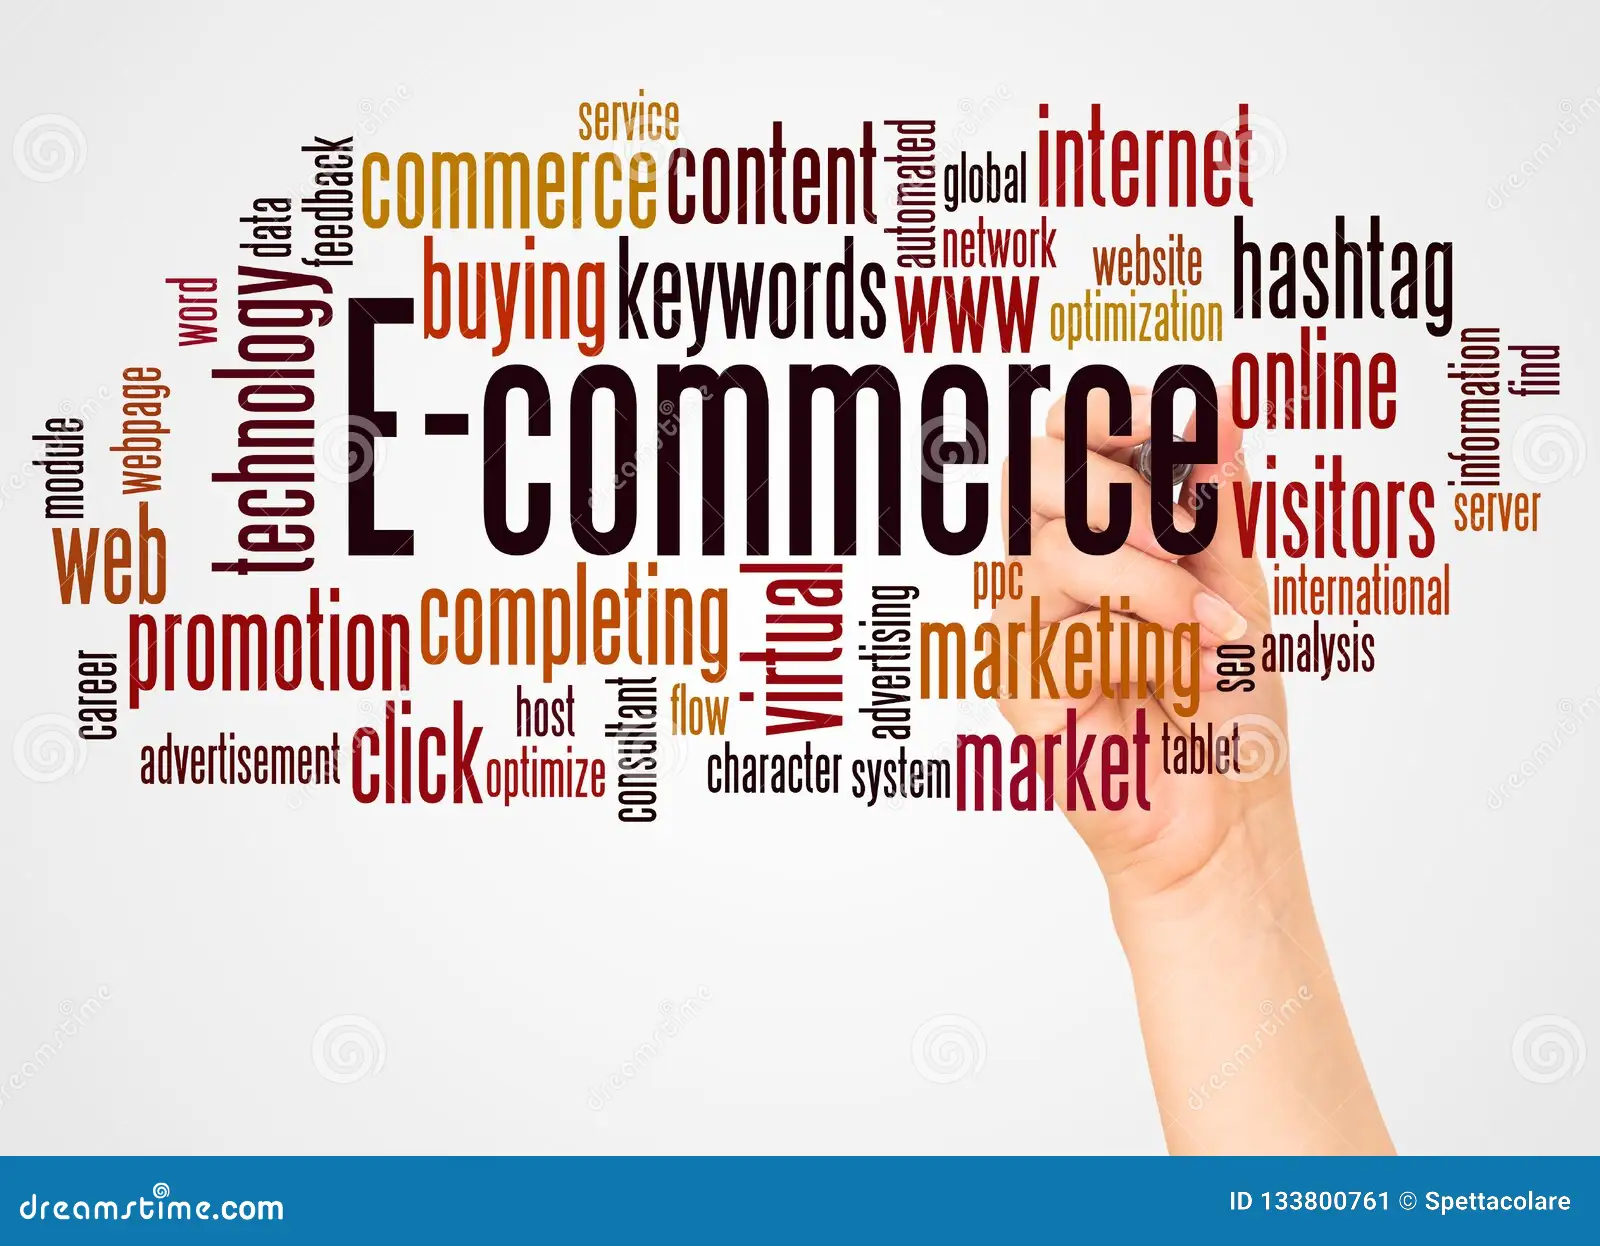 service
commerce
content
automated
global
internet
feedback
data
network
website
hashtag
buying
keywords
www
optimization
word
technology
E-commerce
online
information
find
webpage
module
visitors
server
web
completing
virtual
ppc
international
promotion
advertising
marketing
seo
analysis
career
host
consultant
flow
advertisement
click
optimize
character
system
market
tablet
dreamstime
dreamstime.com
ID 133800761 © Spettacolare